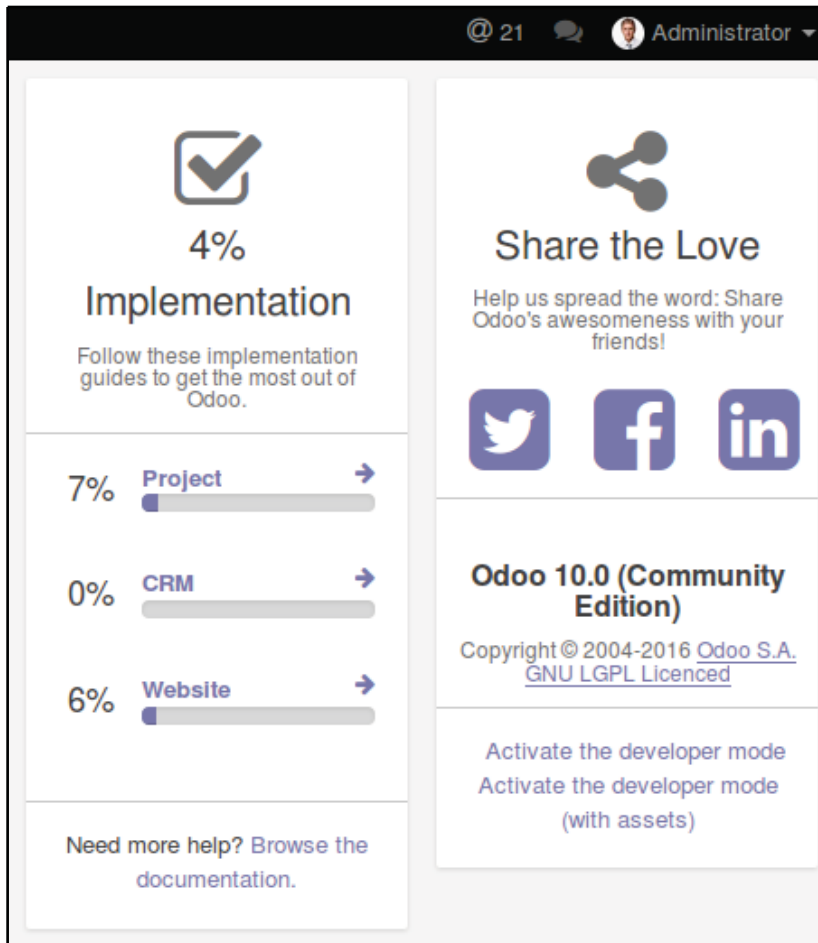 @ 21 Administrator
4%
Implementation
Follow these implementation
guides to get the most out of
Odoo.
7% Project
0% CRM
6% Website
Need more help? Browse the
documentation.
Share the Love
Help us spread the word: Share
Odoo's awesomeness with your
friends!
in
Odoo 10.0 (Community
Edition)
Copyright © 2004-2016 Odoo S.A.
GNU LGPL Licenced
Activate the developer mode
Activate the developer mode
(with assets)